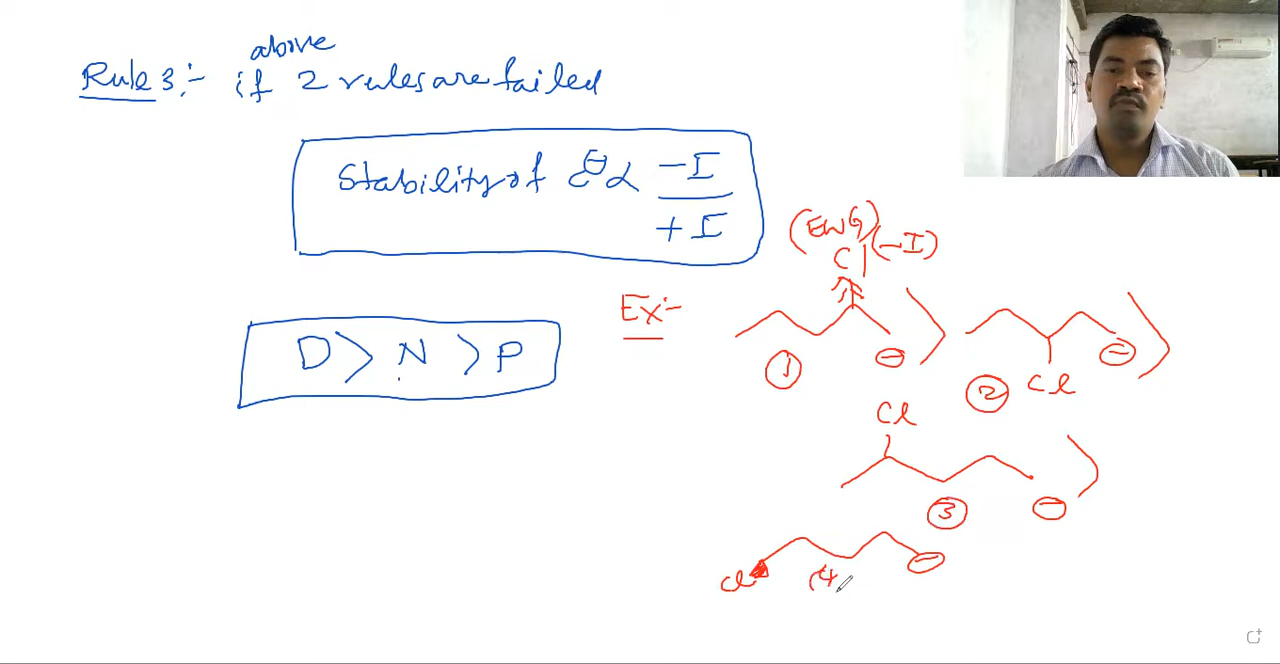 Rule 3:- if above 2 rules are failed
Stability of C⊖ ∝ -I / +I
D > N > P
Ex:-
(EWG) (-I)
Cl
① ⊖ >
② Cl ⊖ >
Cl
③ ⊖ >
Cl (4 ⊖